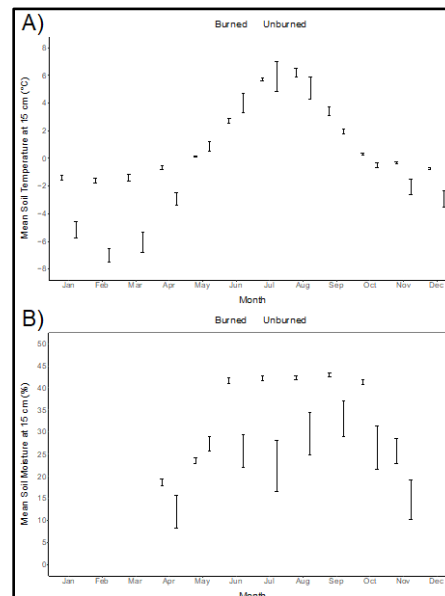 A)
Burned Unburned
Mean Soil Temperature at 15 cm (°C)
8
6
4
2
0
−2
−4
−6
−8
Jan Feb Mar Apr May Jun Jul Aug Sep Oct Nov Dec
Month
B)
Burned Unburned
Mean Soil Moisture at 15 cm (%)
50
45
40
35
30
25
20
15
10
5
0
Jan Feb Mar Apr May Jun Jul Aug Sep Oct Nov Dec
Month